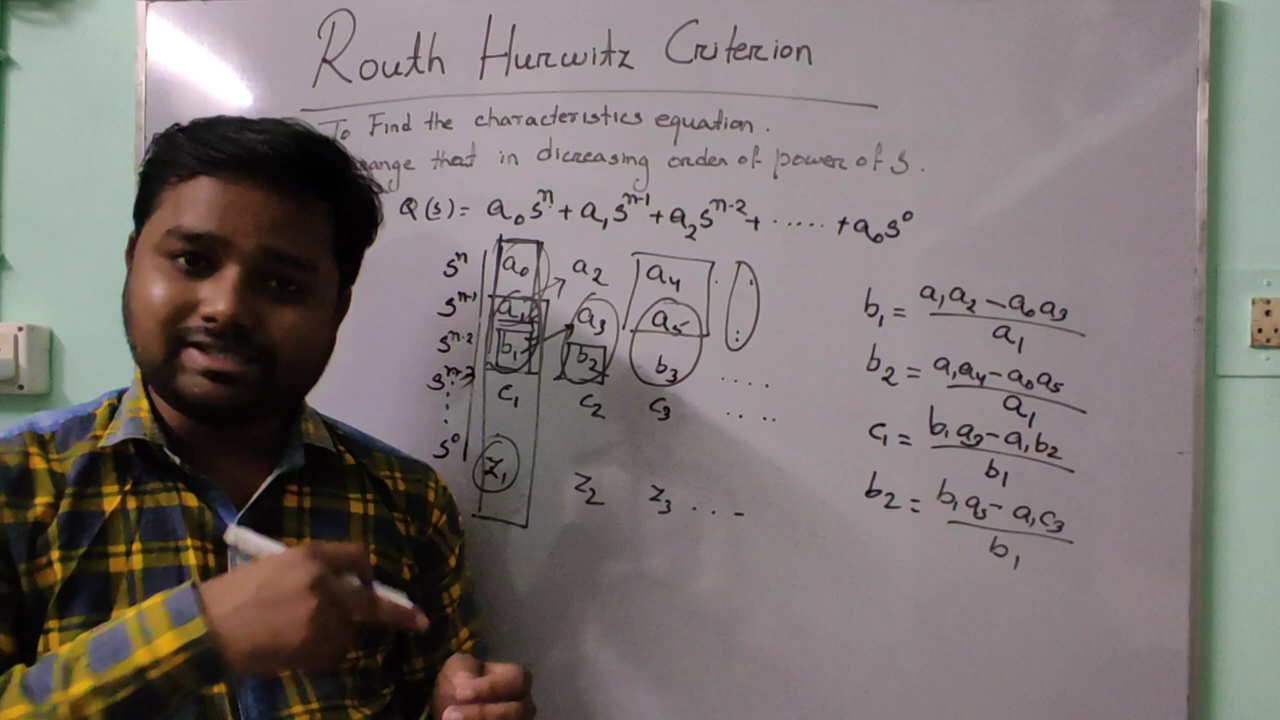 Routh Hurwitz Criterion
To Find the characteristics equation.
that in dicreasing order of power of s.
Q(s) = a₀sⁿ + a₁sⁿ⁻¹ + a₂sⁿ⁻² + ...... + a₀s⁰
sⁿ a₀ a₂ a₄ .
sⁿ⁻¹ a₁ a₃ a₅ :
sⁿ⁻² b₁ b₂ b₃ ....
sⁿ⁻³ c₁ c₂ c₃ ....
⋮
s⁰ z₁ z₂ z₃ ...
b₁ = (a₁a₂ − a₀a₃) / a₁
b₂ = (a₁a₄ − a₀a₅) / a₁
c₁ = (b₁a₃ − a₁b₂) / b₁
b₂ = (b₁a₅ − a₁c₃) / b₁